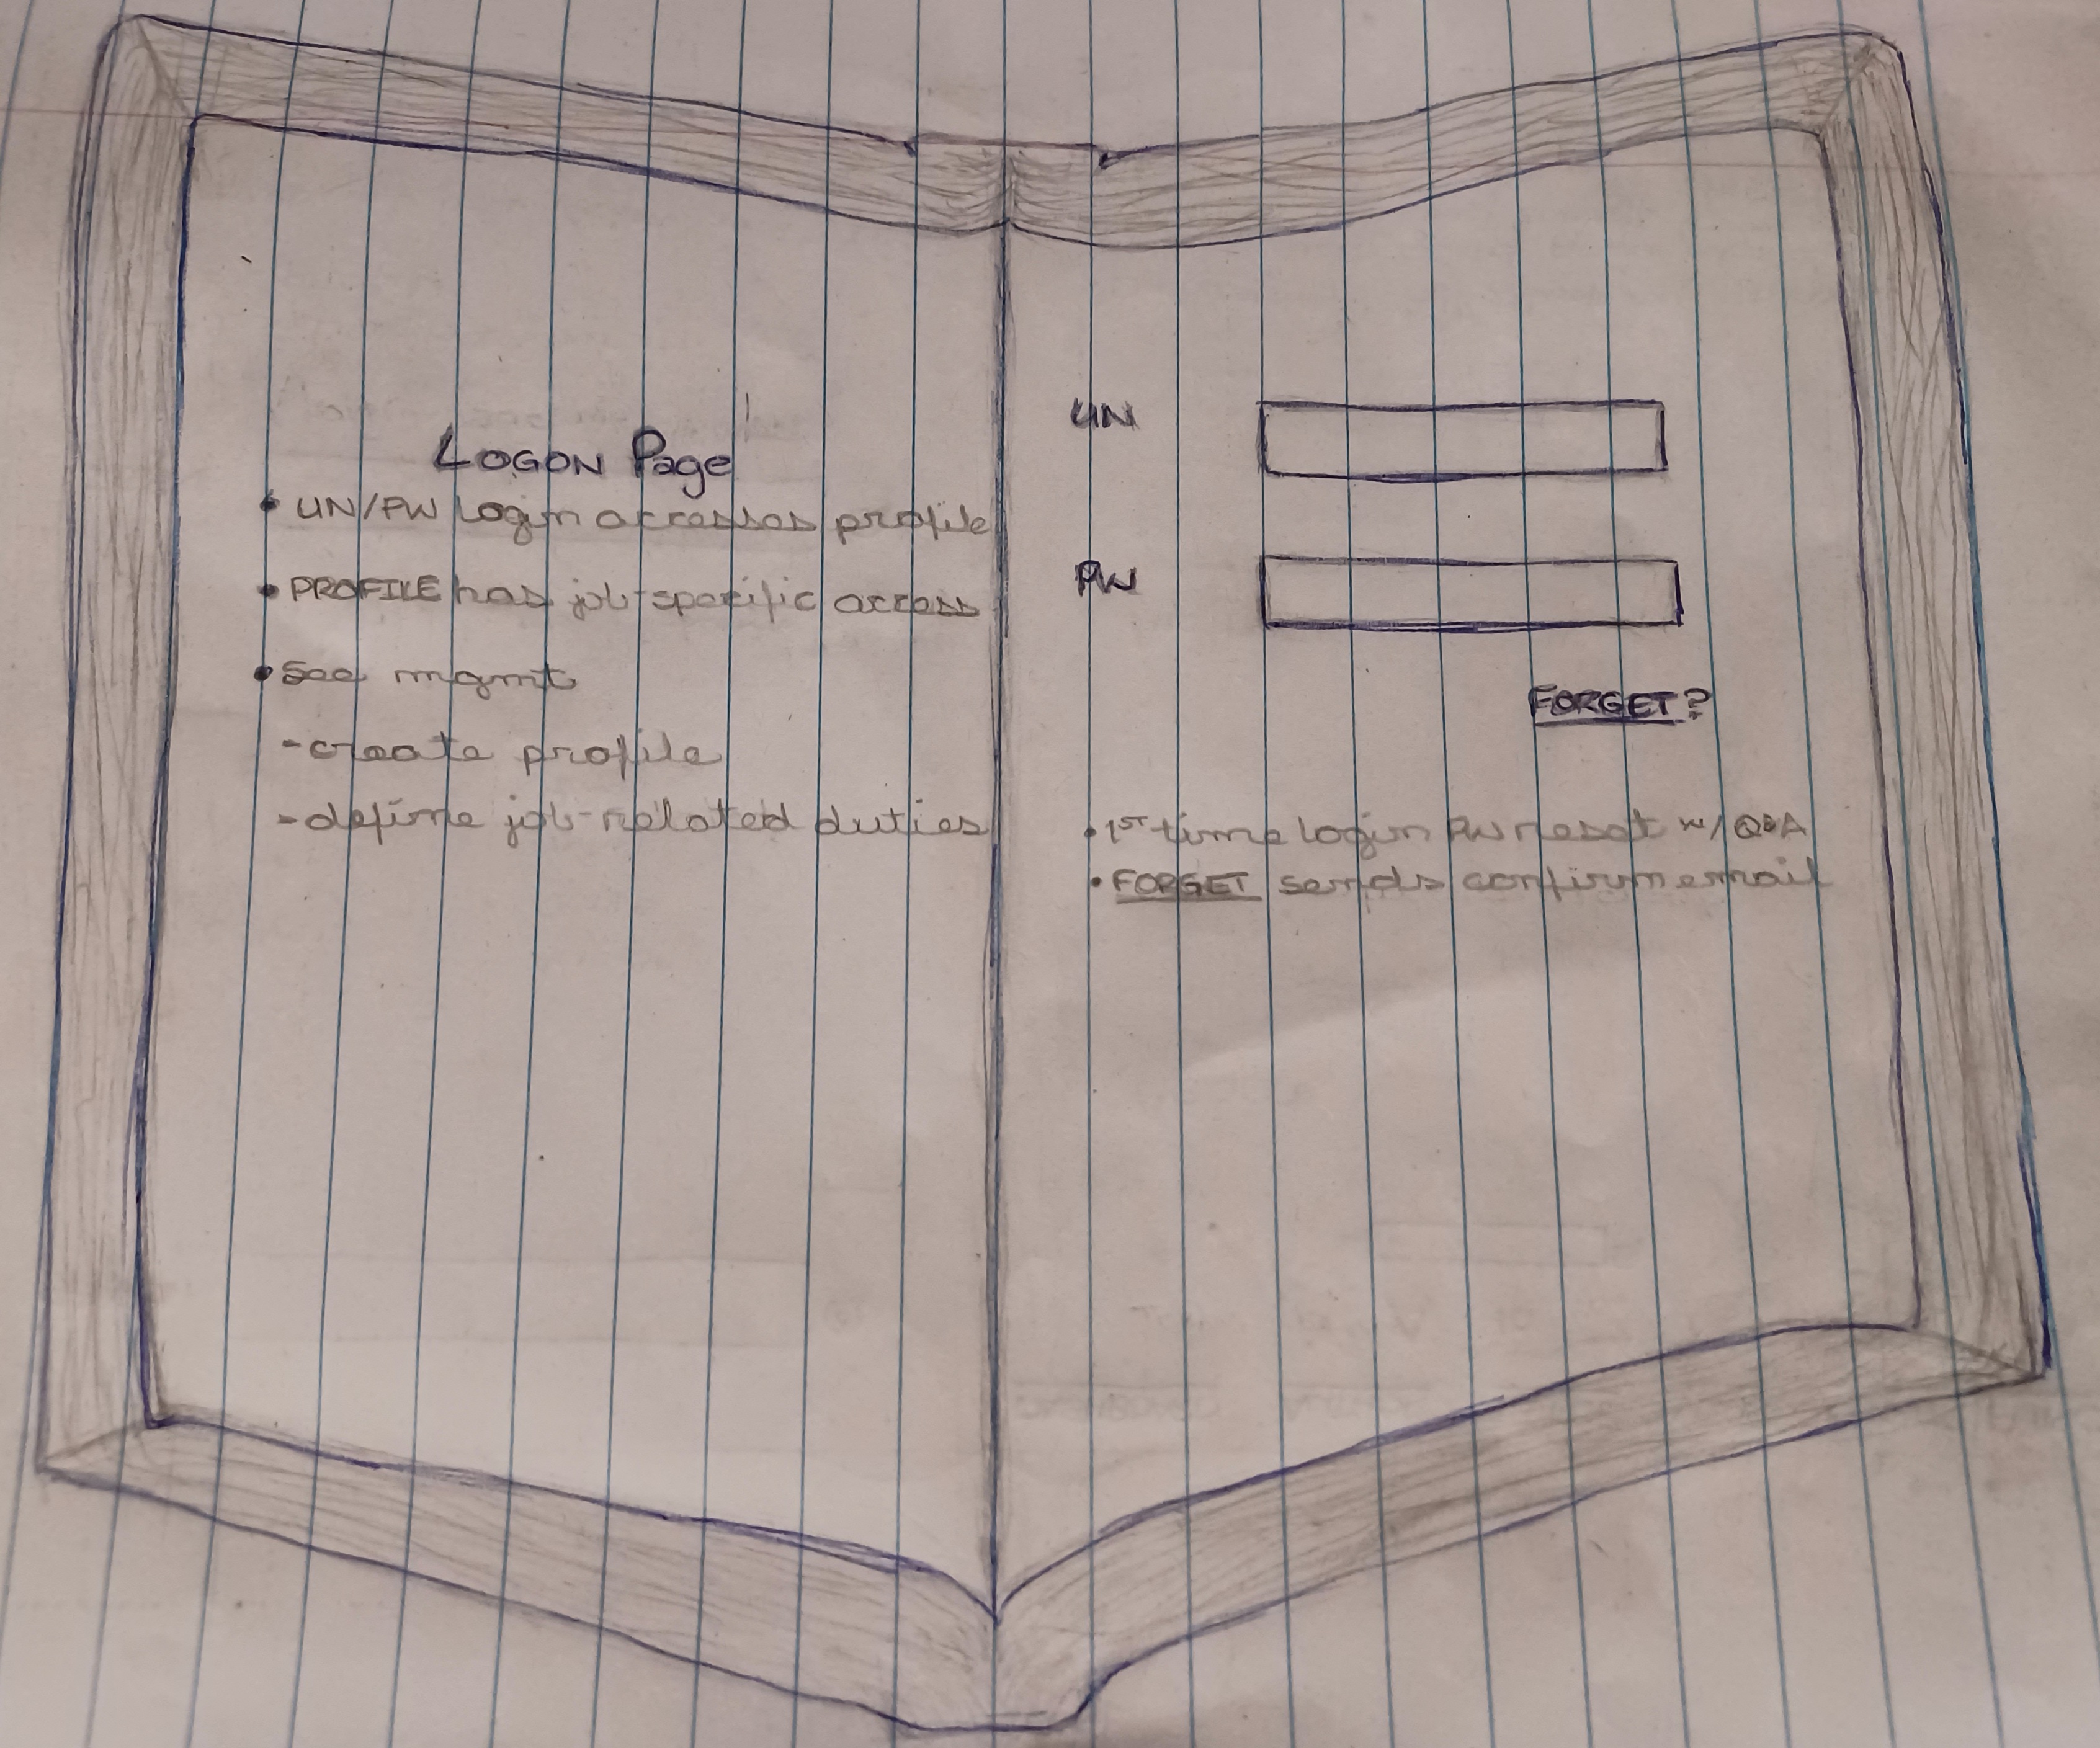 LOGON Page
• UN/PW login accesses profile
• PROFILE has job-specific access
• see mgmt
- create profile
- define job-related duties
UN
PW
FORGET?
• 1ST time login PW reset w/ Q&A
• FORGET sends confirm email